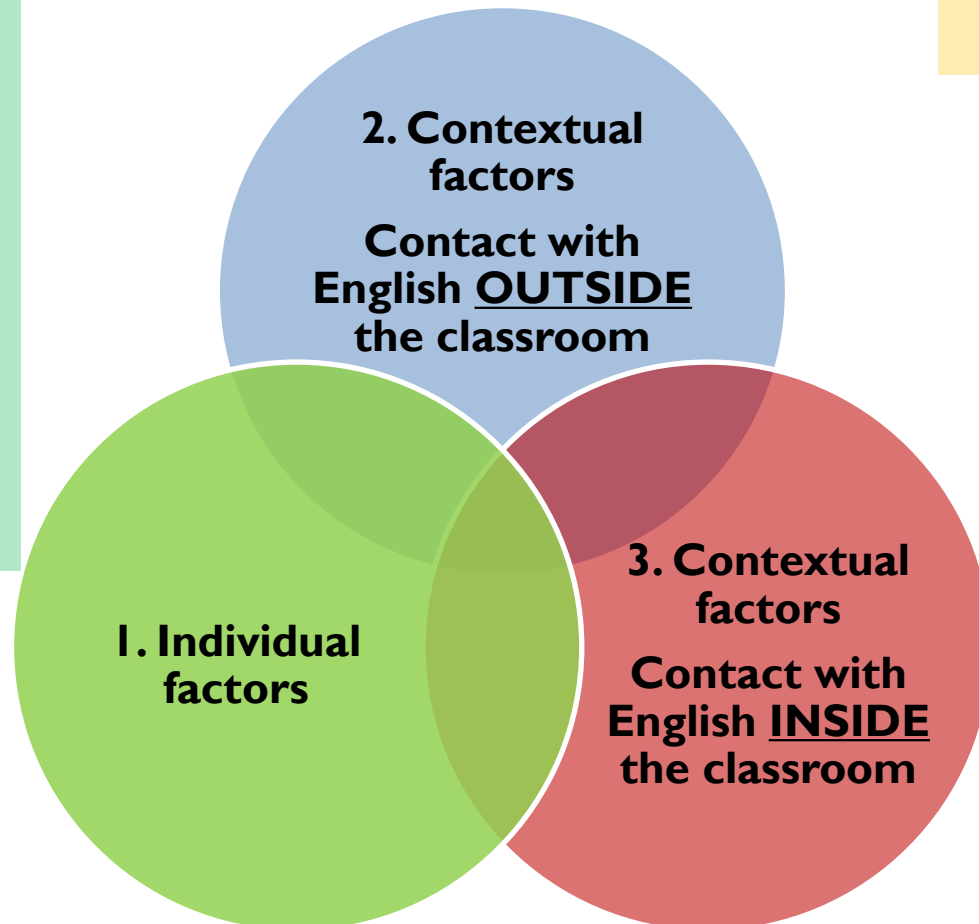 2. Contextual
factors
Contact with
English OUTSIDE
the classroom
1. Individual
factors
3. Contextual
factors
Contact with
English INSIDE
the classroom